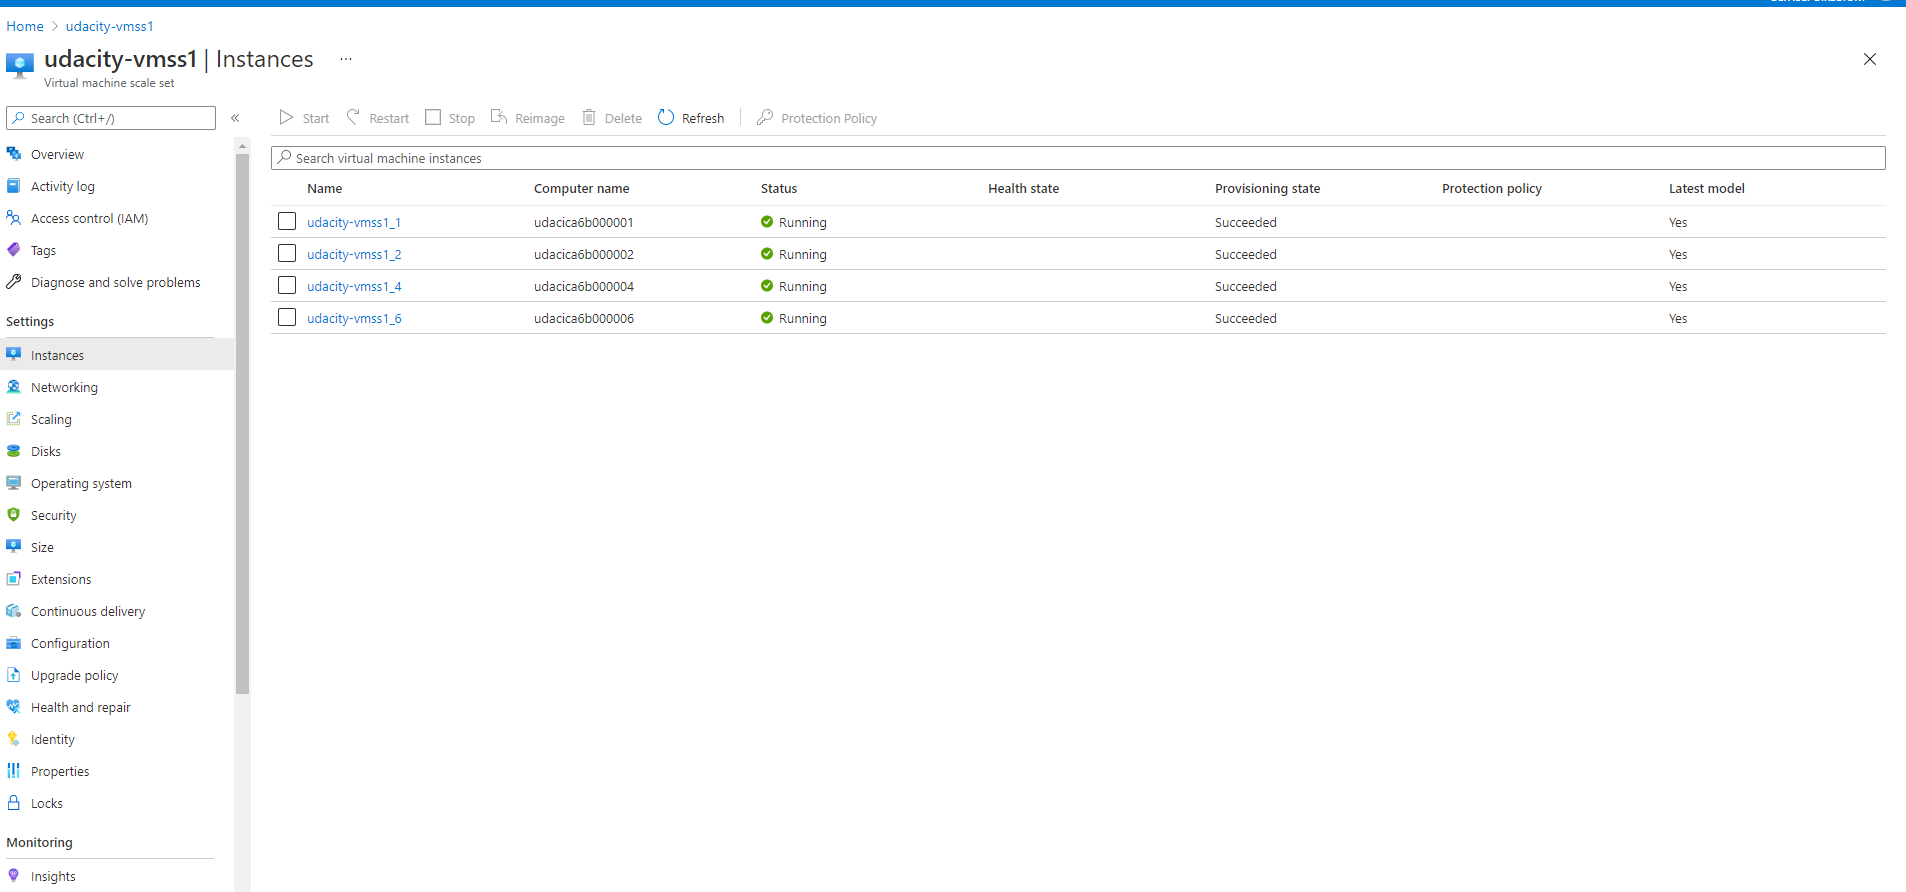 Home > udacity-vmss1
udacity-vmss1 | Instances ...
Virtual machine scale set
Search (Ctrl+/) «
Start Restart Stop Reimage Delete Refresh Protection Policy
Search virtual machine instances
Name Computer name Status Health state Provisioning state Protection policy Latest model
udacity-vmss1_1 udacica6b000001 Running Succeeded Yes
udacity-vmss1_2 udacica6b000002 Running Succeeded Yes
udacity-vmss1_4 udacica6b000004 Running Succeeded Yes
udacity-vmss1_6 udacica6b000006 Running Succeeded Yes
Overview
Activity log
Access control (IAM)
Tags
Diagnose and solve problems
Settings
Instances
Networking
Scaling
Disks
Operating system
Security
Size
Extensions
Continuous delivery
Configuration
Upgrade policy
Health and repair
Identity
Properties
Locks
Monitoring
Insights